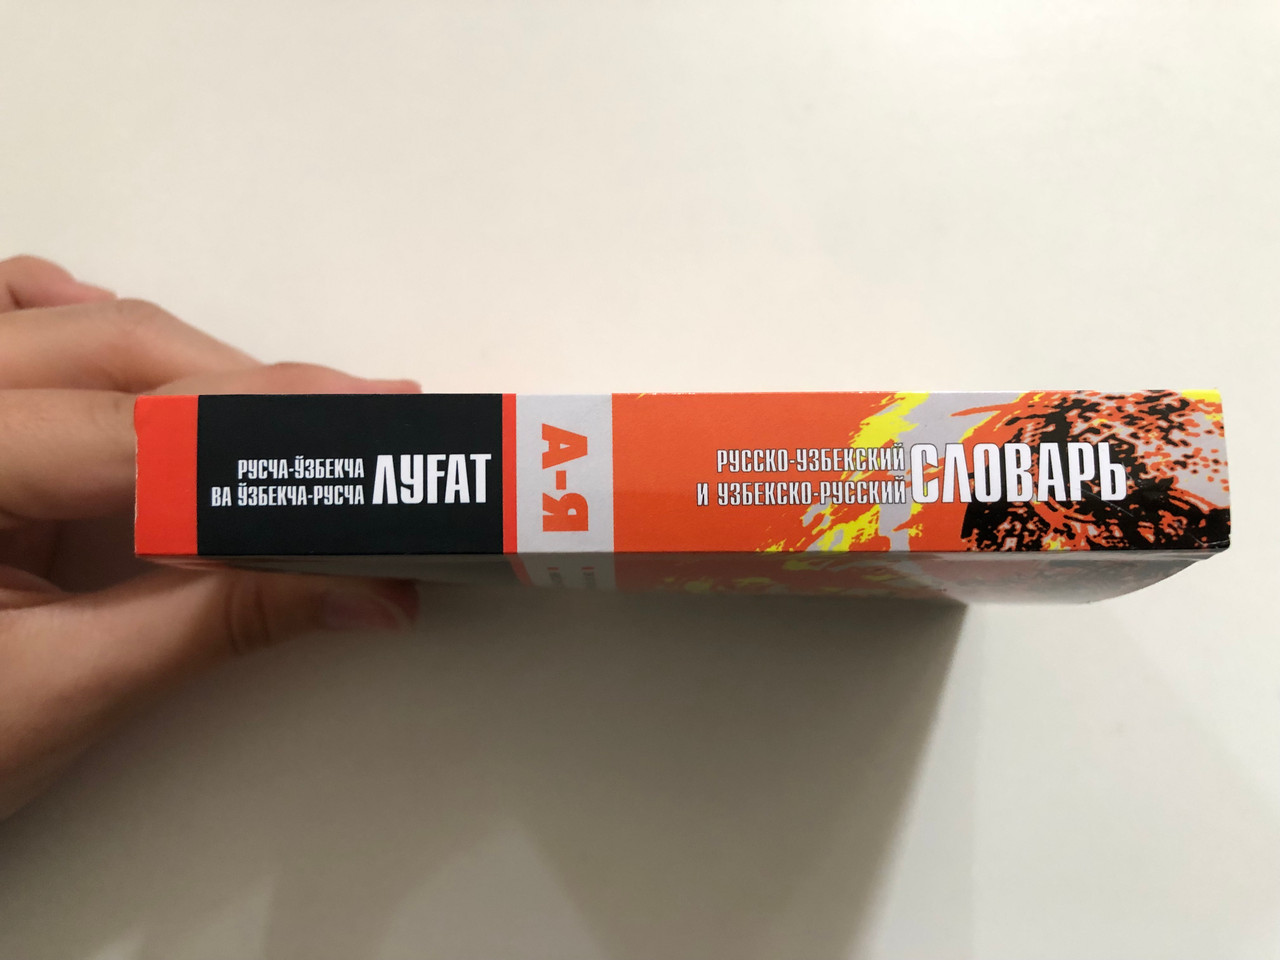 РУСЧА-ЎЗБЕКЧА
ВА ЎЗБЕКЧА-РУСЧА
ЛУҒАТ
А-Я
РУССКО-УЗБЕКСКИЙ
И УЗБЕКСКО-РУССКИЙ
СЛОВАРЬ